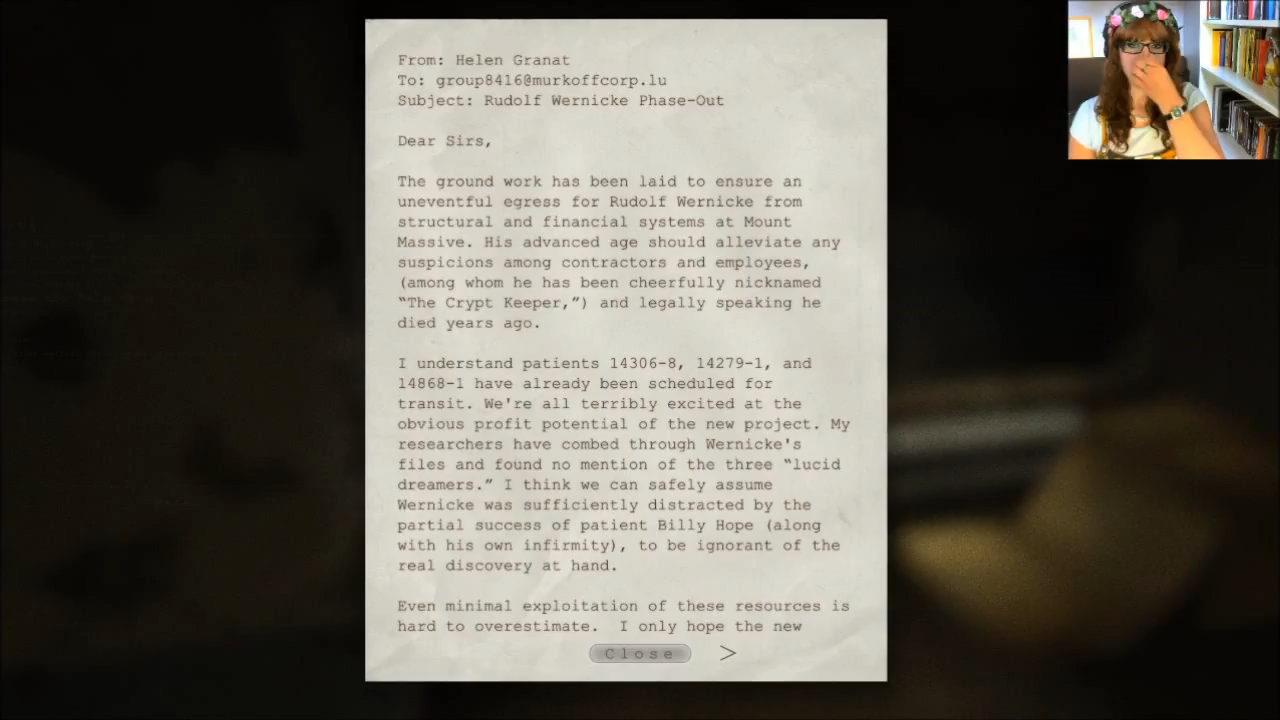 From: Helen Granat
To: group8416@murkoffcorp.lu
Subject: Rudolf Wernicke Phase-Out
Dear Sirs,
The ground work has been laid to ensure an
uneventful egress for Rudolf Wernicke from
structural and financial systems at Mount
Massive. His advanced age should alleviate any
suspicions among contractors and employees,
(among whom he has been cheerfully nicknamed
“The Crypt Keeper,”) and legally speaking he
died years ago.
I understand patients 14306-8, 14279-1, and
14868-1 have already been scheduled for
transit. We're all terribly excited at the
obvious profit potential of the new project. My
researchers have combed through Wernicke's
files and found no mention of the three “lucid
dreamers.” I think we can safely assume
Wernicke was sufficiently distracted by the
partial success of patient Billy Hope (along
with his own infirmity), to be ignorant of the
real discovery at hand.
Even minimal exploitation of these resources is
hard to overestimate.  I only hope the new
Close >